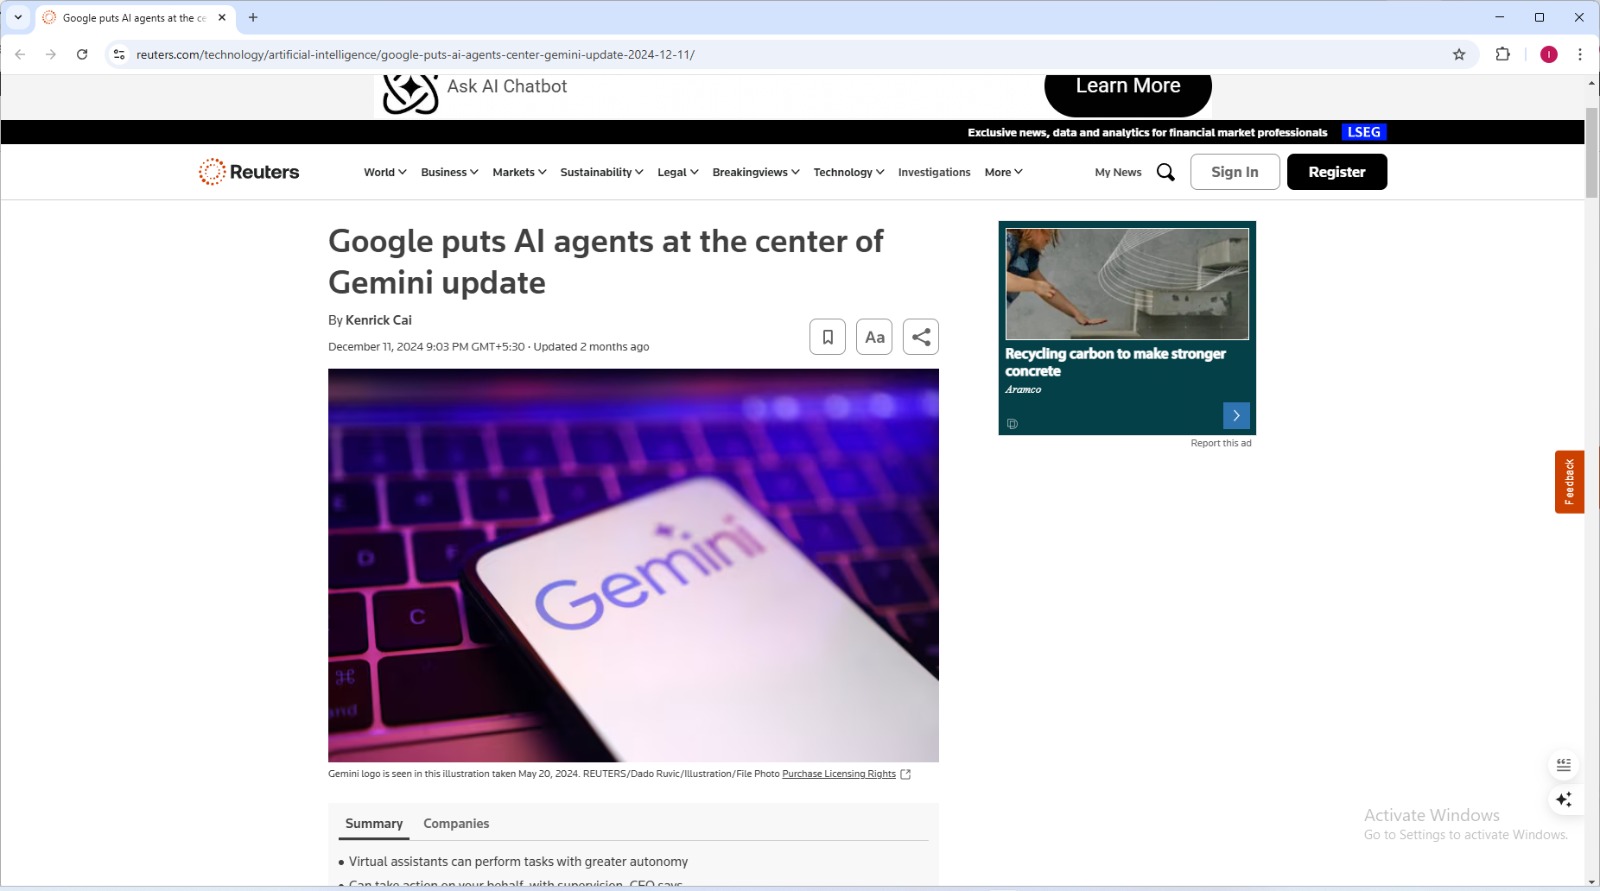 Google puts AI agents at the ce
reuters.com/technology/artificial-intelligence/google-puts-ai-agents-center-gemini-update-2024-12-11/
I
Ask AI Chatbot
Learn More
Exclusive news, data and analytics for financial market professionals LSEG
Reuters
World Business Markets Sustainability Legal Breakingviews Technology Investigations More
My News
Sign In
Register
Google puts AI agents at the center of
Gemini update
By Kenrick Cai
December 11, 2024 9:03 PM GMT+5:30 · Updated 2 months ago
Aa
D
F
C
⌘
Gemini
Gemini logo is seen in this illustration taken May 20, 2024. REUTERS/Dado Ruvic/Illustration/File Photo Purchase Licensing Rights
Summary Companies
• Virtual assistants can perform tasks with greater autonomy
• Can take action on your behalf, with supervision, CEO says
Recycling carbon to make stronger
concrete
Aramco
Report this ad
Feedback
Activate Windows
Go to Settings to activate Windows.